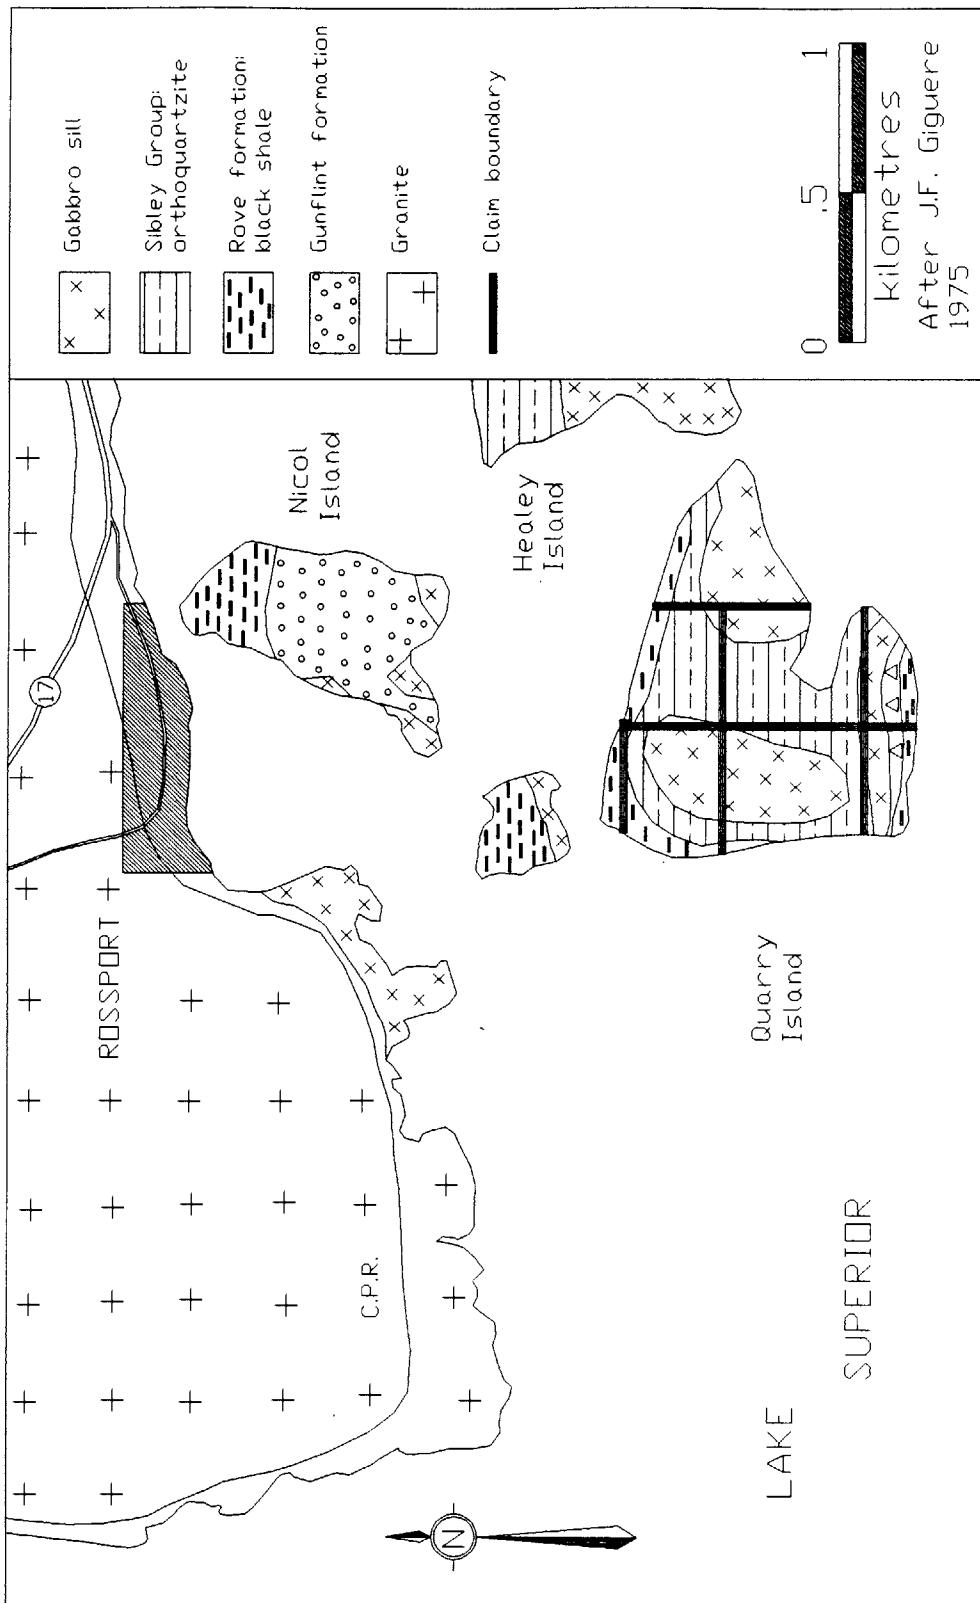 17
ROSSPORT
C.P.R.
Nicol
Island
Healey
Island
Quarry
Island
LAKE
SUPERIOR
N
Gabbro sill
Sibley Group:
orthoquartzite
Rove formation:
black shale
Gunflint formation
Granite
Claim boundary
0 .5 1
kilometres
After J.F. Giguere
1975